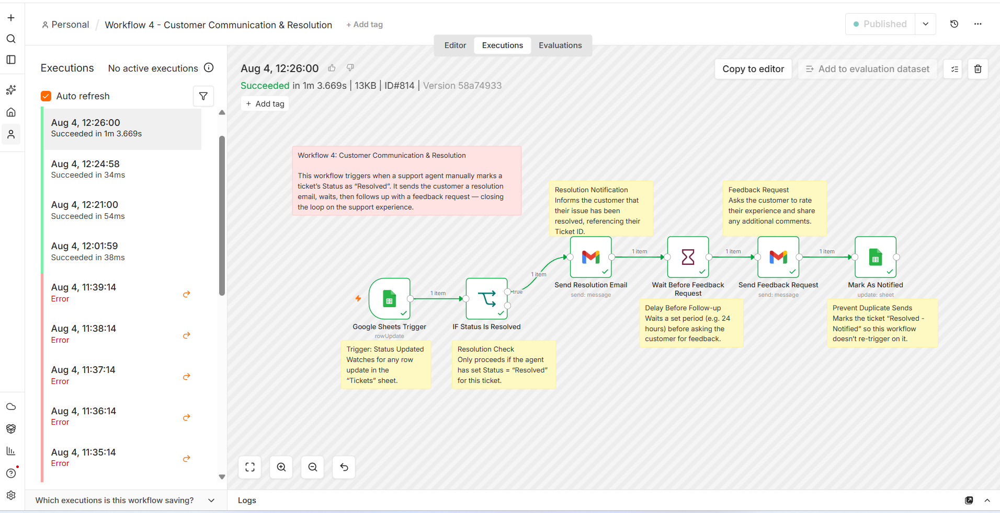 Personal / Workflow 4 - Customer Communication & Resolution + Add tag
Published
Editor Executions Evaluations
Executions No active executions
Auto refresh
Aug 4, 12:26:00
Succeeded in 1m 3.669s
Aug 4, 12:24:58
Succeeded in 34ms
Aug 4, 12:21:00
Succeeded in 54ms
Aug 4, 12:01:59
Succeeded in 38ms
Aug 4, 11:39:14
Error
Aug 4, 11:38:14
Error
Aug 4, 11:37:14
Error
Aug 4, 11:36:14
Error
Aug 4, 11:35:14
Error
Which executions is this workflow saving?
Aug 4, 12:26:00
Succeeded in 1m 3.669s | 13KB | ID#814 | Version 58a74933
+ Add tag
Copy to editor
Add to evaluation dataset
Workflow 4: Customer Communication & Resolution
This workflow triggers when a support agent manually marks a
ticket’s Status as “Resolved”. It sends the customer a resolution
email, waits, then follows up with a feedback request — closing
the loop on the support experience.
Resolution Notification
Informs the customer that
their issue has been
resolved, referencing their
Ticket ID.
Feedback Request
Asks the customer to rate
their experience and share
any additional comments.
1 item
1 item
1 item
1 item
1 item
true
Google Sheets Trigger
rowUpdate
IF Status Is Resolved
Send Resolution Email
send: message
Wait Before Feedback
Request
Send Feedback Request
send: message
Mark As Notified
update: sheet
Trigger: Status Updated
Watches for any row
update in the
“Tickets” sheet.
Resolution Check
Only proceeds if the agent
has set Status = “Resolved”
for this ticket.
Delay Before Follow-up
Waits a set period (e.g. 24
hours) before asking the
customer for feedback.
Prevent Duplicate Sends
Marks the ticket “Resolved -
Notified” so this workflow
doesn’t re-trigger on it.
Logs